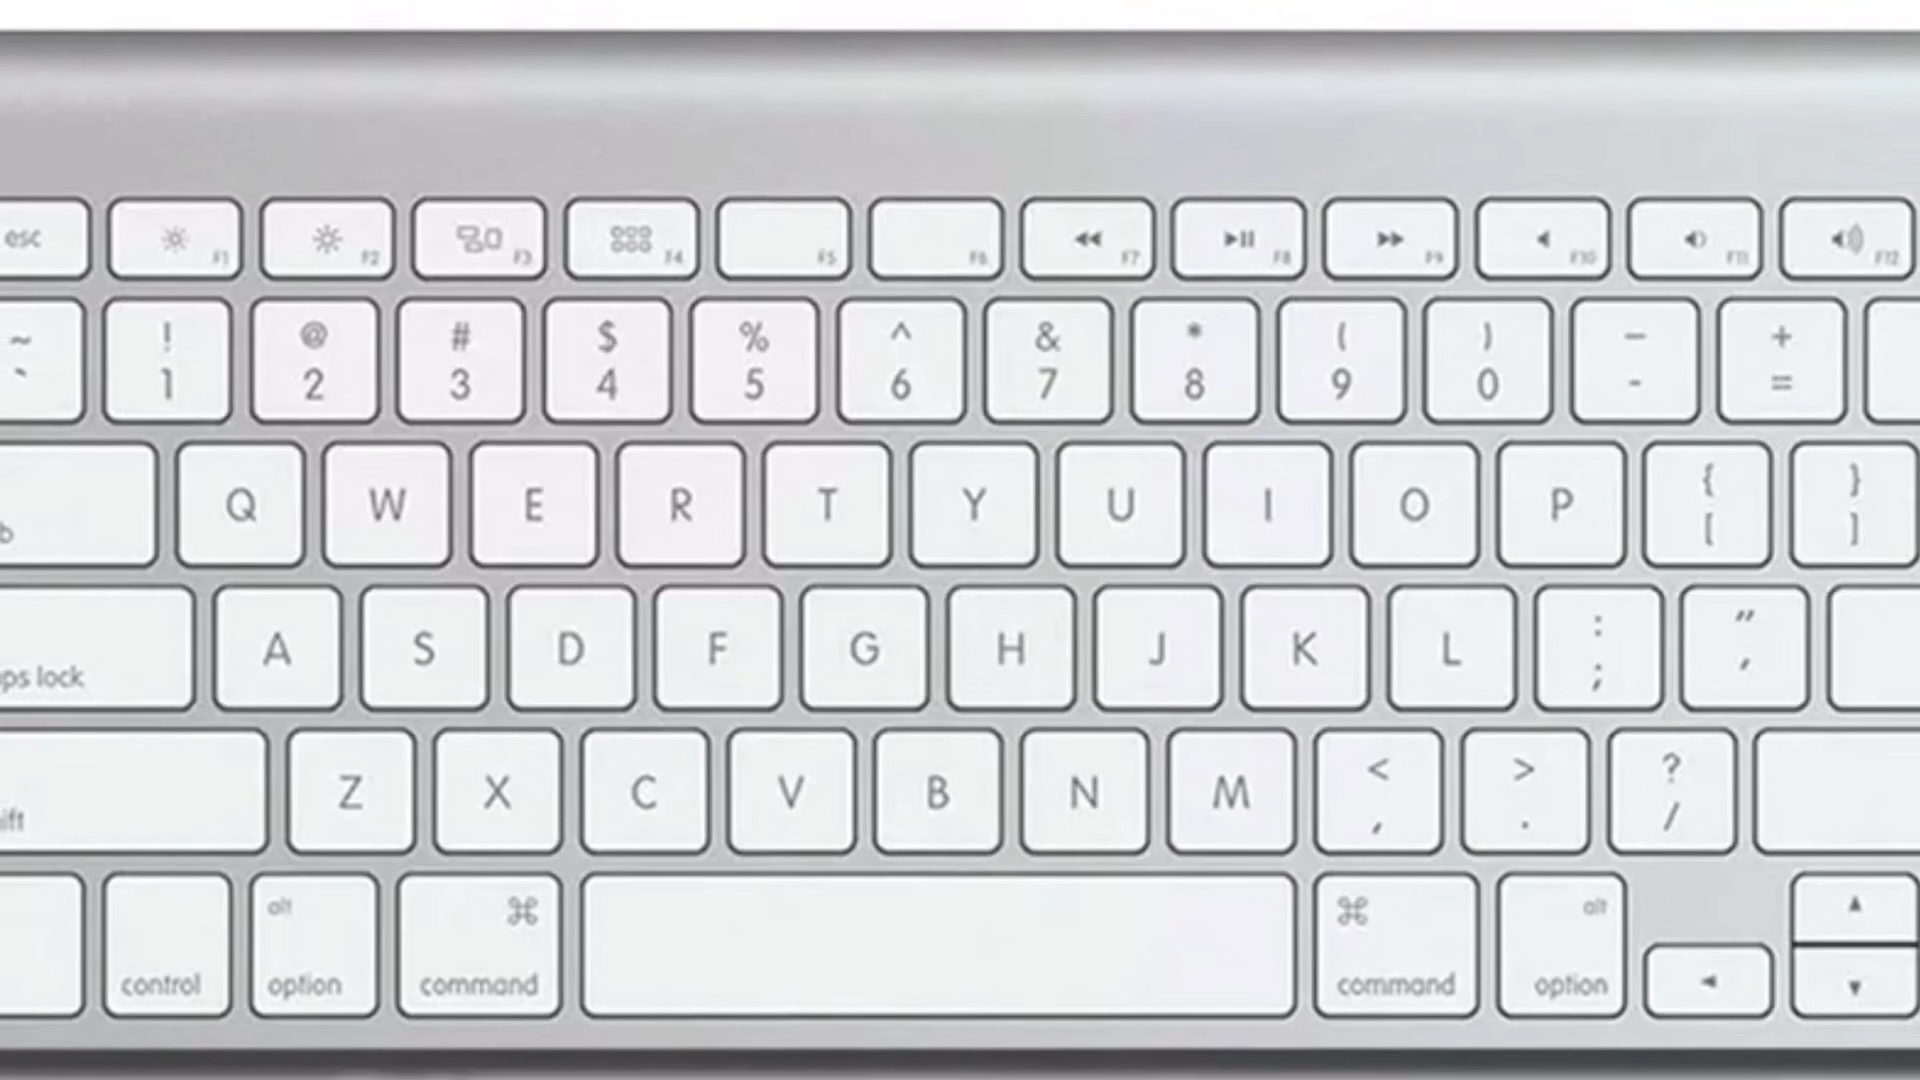 esc F1 F2 F3 F4 F5 F6 F7 F8 F9 F10 F11 F12
~ ! @ # $ % ^ & * ( ) — +
` 1 2 3 4 5 6 7 8 9 0 - =
Q W E R T Y U I O P { }
b [ ]
A S D F G H J K L : "
ps lock ; '
Z X C V B N M < > ?
ift , . /
alt ⌘ ⌘ alt
control option command command option